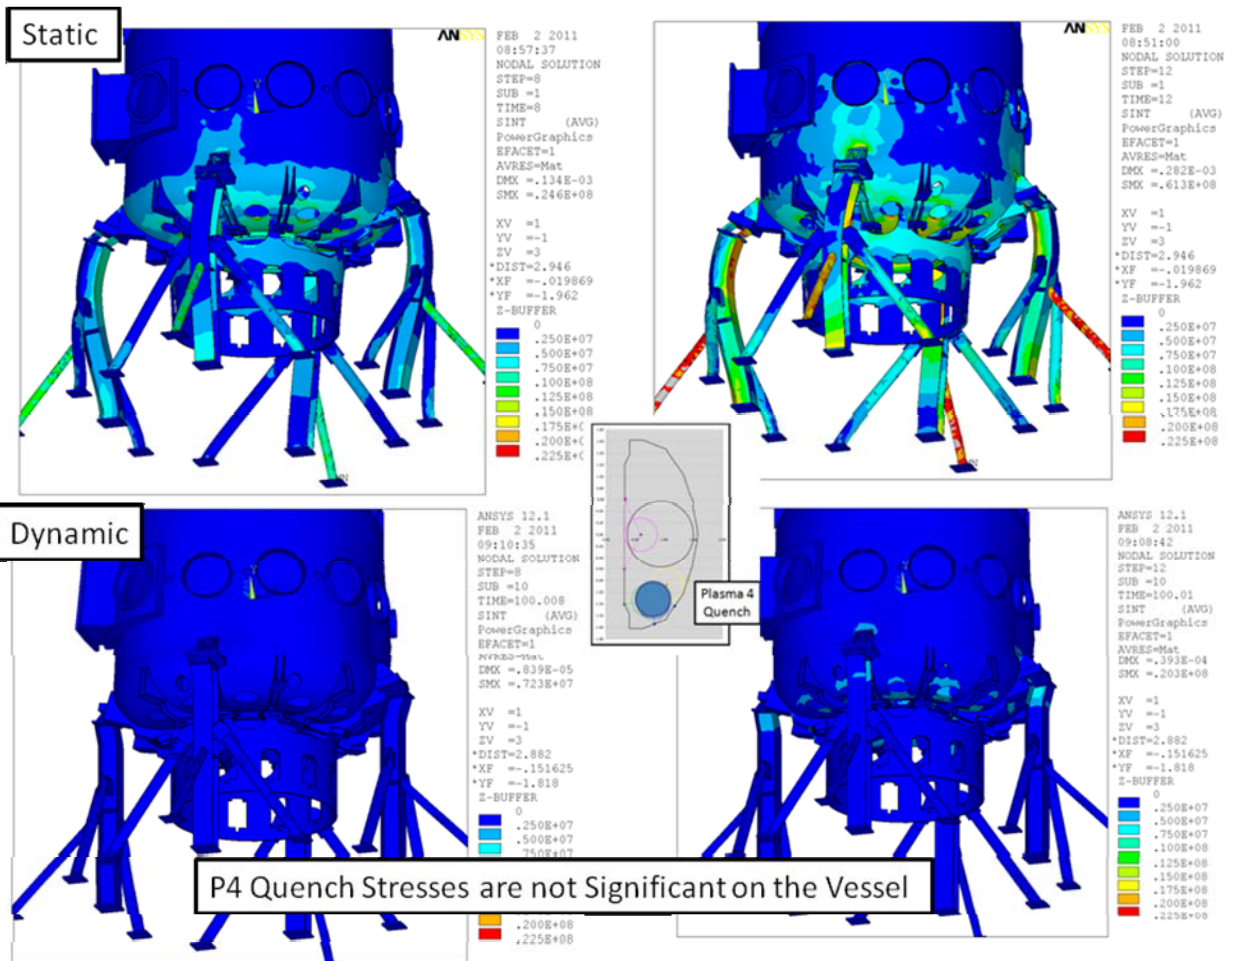 Static
ANSYS
FEB 2 2011
08:57:37
NODAL SOLUTION
STEP=8
SUB =1
TIME=8
SINT (AVG)
PowerGraphics
EFACET=1
AVRES=Mat
DMX =.134E-03
SMX =.246E+08
XV =1
YV =-1
ZV =3
*DIST=2.946
*XF =-.019869
*YF =-1.962
Z-BUFFER
0
.250E+07
.500E+07
.750E+07
.100E+08
.125E+08
.150E+08
.175E+0
.200E+0
.225E+0
ANSYS
FEB 2 2011
08:51:00
NODAL SOLUTION
STEP=12
SUB =1
TIME=12
SINT (AVG)
PowerGraphics
EFACET=1
AVRES=Mat
DMX =.282E-03
SMX =.613E+08
XV =1
YV =-1
ZV =3
*DIST=2.946
*XF =-.019869
*YF =-1.962
Z-BUFFER
0
.250E+07
.500E+07
.750E+07
.100E+08
.125E+08
.150E+08
.175E+08
.200E+08
.225E+08
Dynamic
ANSYS 12.1
FEB 2 2011
09:10:35
NODAL SOLUTION
STEP=8
SUB =10
TIME=100.008
SINT (AVG)
PowerGraphics
EFACET=1
AVRES=Mat
DMX =.839E-05
SMX =.723E+07
XV =1
YV =-1
ZV =3
*DIST=2.882
*XF =-.151625
*YF =-1.818
Z-BUFFER
0
.250E+07
.500E+07
.750E+07
.200E+08
.225E+08
Plasma 4
Quench
ANSYS 12.1
FEB 2 2011
09:08:42
NODAL SOLUTION
STEP=12
SUB =10
TIME=100.01
SINT (AVG)
PowerGraphics
EFACET=1
AVRES=Mat
DMX =.393E-04
SMX =.203E+08
XV =1
YV =-1
ZV =3
*DIST=2.882
*XF =-.151625
*YF =-1.818
Z-BUFFER
0
.250E+07
.500E+07
.750E+07
.100E+08
.125E+08
.150E+08
.175E+08
.200E+08
.225E+08
P4 Quench Stresses are not Significant on the Vessel